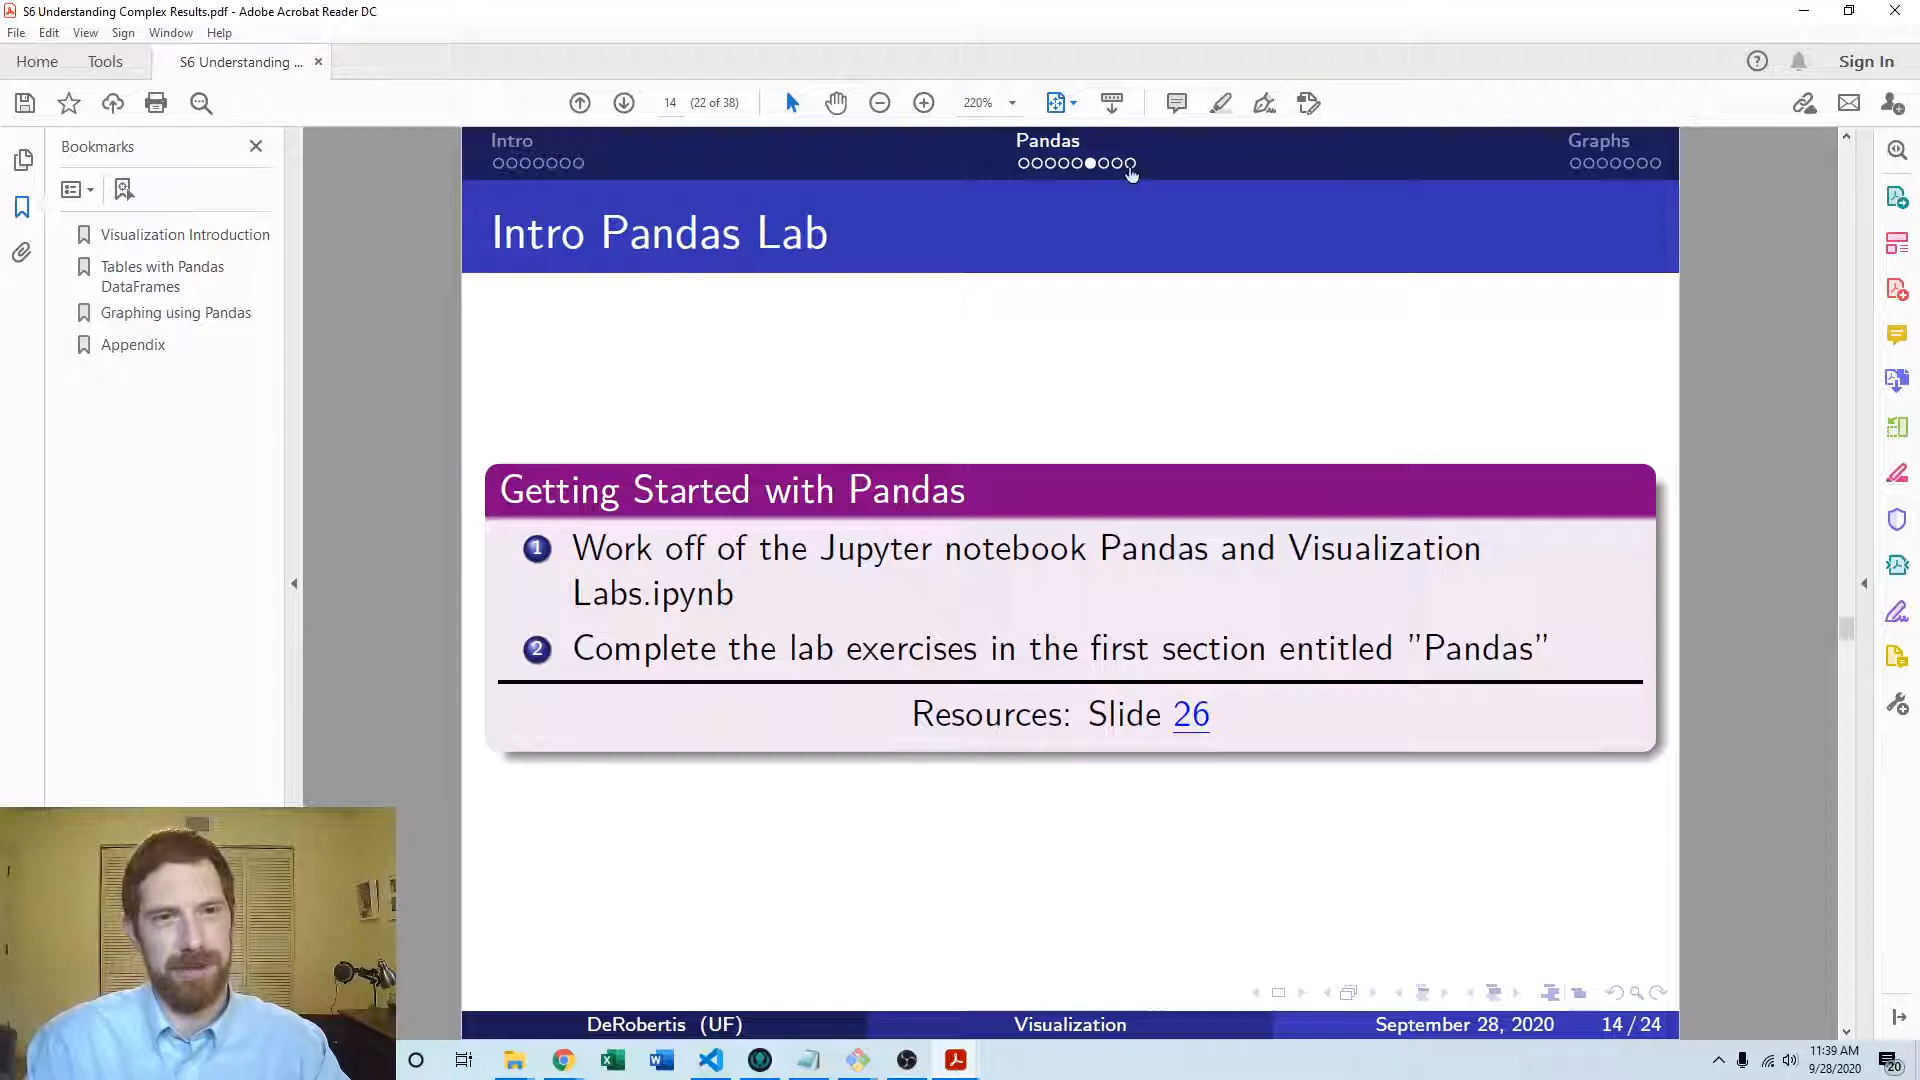 S6 Understanding Complex Results.pdf - Adobe Acrobat Reader DC
File Edit View Sign Window Help
Home Tools S6 Understanding ... Sign In
14 (22 of 38) 220%
Bookmarks
Visualization Introduction
Tables with Pandas
DataFrames
Graphing using Pandas
Appendix
Intro Pandas Graphs
Intro Pandas Lab
Getting Started with Pandas
1 Work off of the Jupyter notebook Pandas and Visualization
Labs.ipynb
2 Complete the lab exercises in the first section entitled "Pandas"
Resources: Slide 26
DeRobertis (UF) Visualization September 28, 2020 14 / 24
11:39 AM
9/28/2020
20